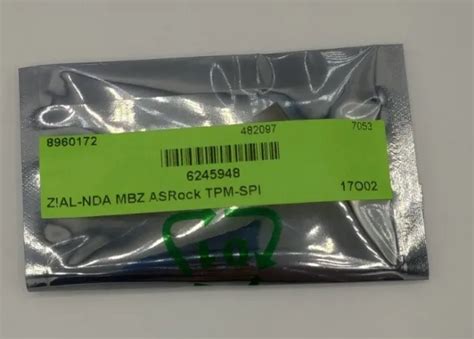 8960172 482097 7053
6245948
Z!AL-NDA MBZ ASRock TPM-SPI 17O02